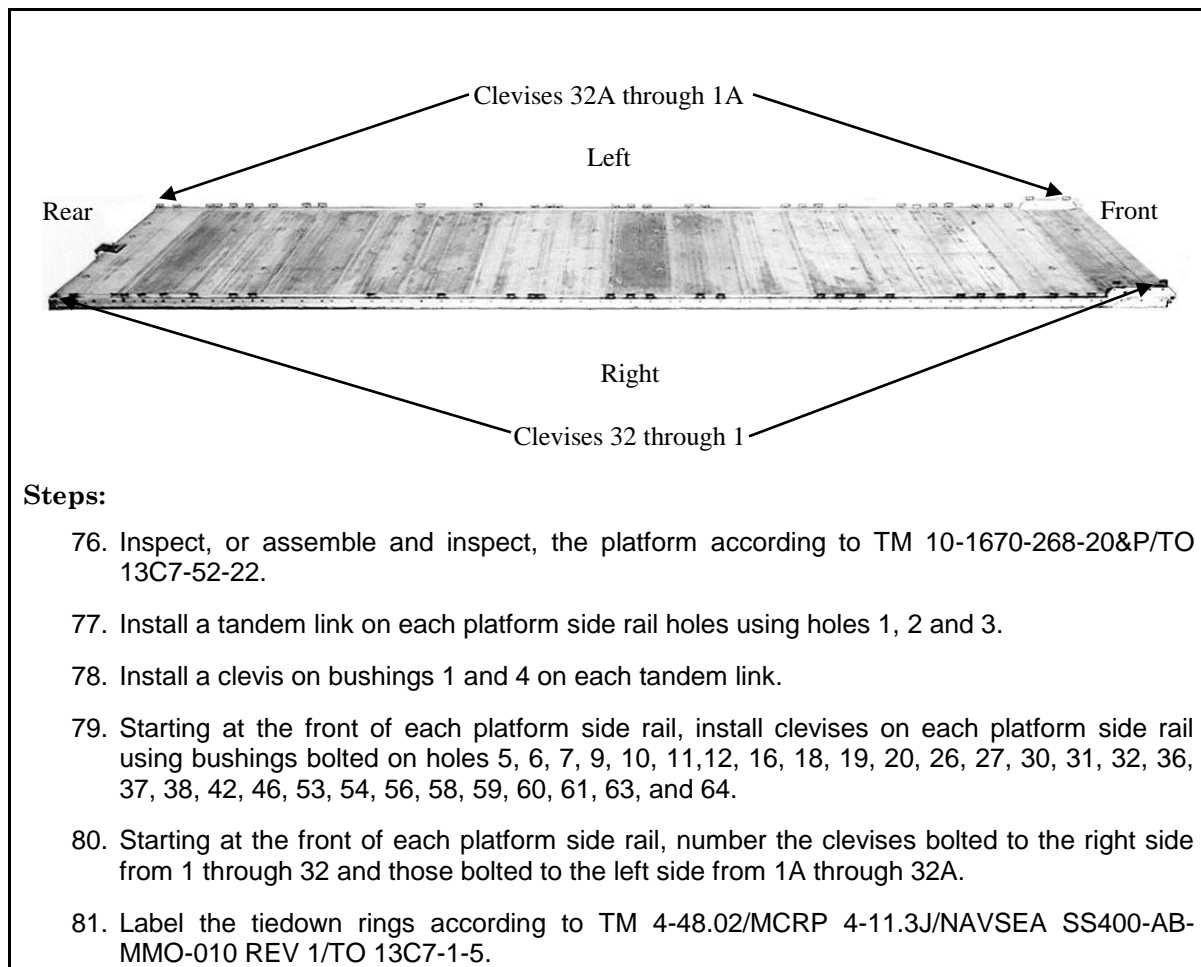 Clevises 32A through 1A
Left
Rear
Front
Right
Clevises 32 through 1
Steps:
76. Inspect, or assemble and inspect, the platform according to TM 10-1670-268-20&P/TO
13C7-52-22.
77. Install a tandem link on each platform side rail holes using holes 1, 2 and 3.
78. Install a clevis on bushings 1 and 4 on each tandem link.
79. Starting at the front of each platform side rail, install clevises on each platform side rail
using bushings bolted on holes 5, 6, 7, 9, 10, 11,12, 16, 18, 19, 20, 26, 27, 30, 31, 32, 36,
37, 38, 42, 46, 53, 54, 56, 58, 59, 60, 61, 63, and 64.
80. Starting at the front of each platform side rail, number the clevises bolted to the right side
from 1 through 32 and those bolted to the left side from 1A through 32A.
81. Label the tiedown rings according to TM 4-48.02/MCRP 4-11.3J/NAVSEA SS400-AB-
MMO-010 REV 1/TO 13C7-1-5.